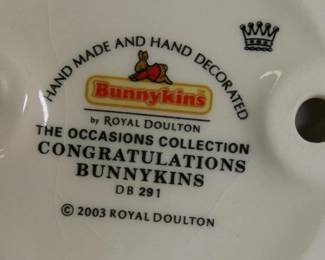 HAND MADE AND HAND DECORATED
Bunnykins
by ROYAL DOULTON
THE OCCASIONS COLLECTION
CONGRATULATIONS
BUNNYKINS
DB 291
© 2003 ROYAL DOULTON